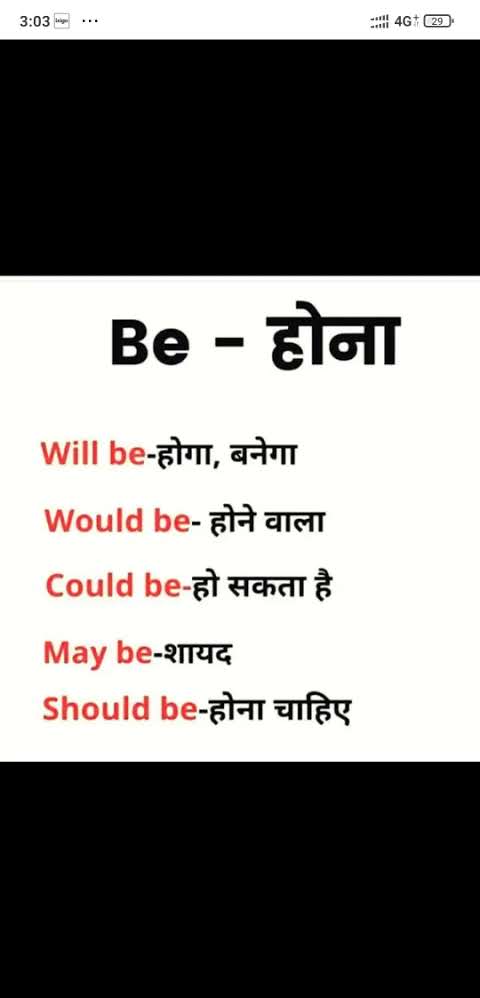 3:03 ...
4G+ 29
Be - होना
Will be-होगा, बनेगा
Would be- होने वाला
Could be-हो सकता है
May be-शायद
Should be-होना चाहिए